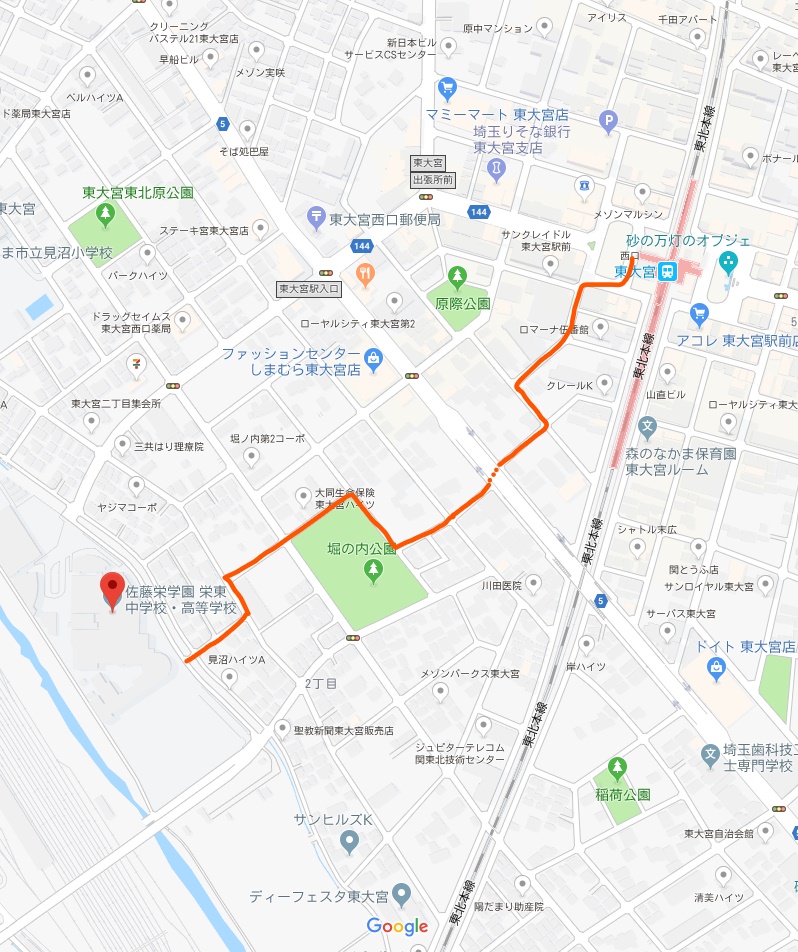 クリーニング
パステル21東大宮店
早船ビル
メゾン実咲
新日本ビル
サービスCSセンター
原中マンション
アイリス
千田アパート
レーベ
東大宮
ベルハイツA
ド薬局東大宮店
5
マミーマート 東大宮店
埼玉りそな銀行
東大宮支店
P
東北本線
そば処巴屋
東大宮
出張所前
ボナール
東大宮東北原公園
東大宮
メゾンマルシン
144
東大宮西口郵便局
ステーキ宮東大宮店
サンクレイドル
東大宮駅前
砂の万灯のオブジェ
西口
東大宮
144
ま市立見沼小学校
パークハイツ
東大宮駅入口
原際公園
ドラッグセイムス
東大宮西口薬局
ローヤルシティ東大宮第2
ロマーナ伍番館
アコレ 東大宮駅前店
5
東北本線
ファッションセンター
しまむら東大宮店
クレールK
山直ビル
東大宮二丁目集会所
A
ローヤルシティ東大
三共はり理療院
堀ノ内第2コーポ
森のなかま保育園
東大宮ルーム
大同生命保険
東大宮ハイツ
ヤジマコーポ
シャトル末広
東北本線
堀の内公園
関とうふ店
サンロイヤル東大宮
川田医院
佐藤栄学園 栄東
中学校・高等学校
5
サーパス東大宮
ドイト 東大宮店
見沼ハイツA
岸ハイツ
2丁目
メゾンパークス東大宮
聖教新聞東大宮販売店
東北本線
ジュピターテレコム
関東北技術センター
埼玉歯科技工
士専門学校
稲荷公園
サンヒルズK
東大宮自治会館
ディーフェスタ東大宮
陽だまり助産院
清美ハイツ
東北本線
Google